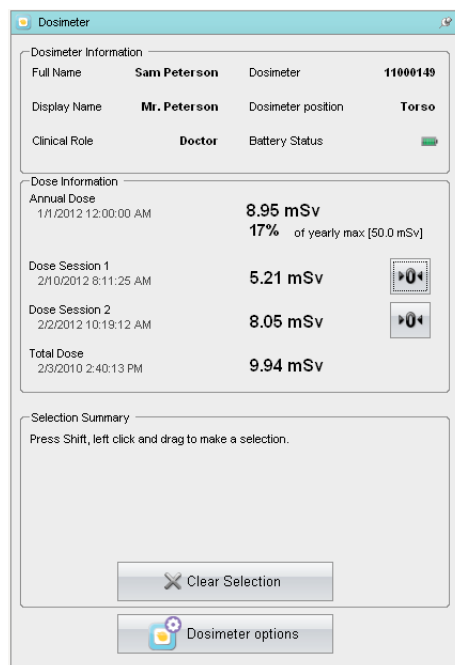 Dosimeter
Dosimeter Information
Full Name Sam Peterson Dosimeter 11000149
Display Name Mr. Peterson Dosimeter position Torso
Clinical Role Doctor Battery Status
Dose Information
Annual Dose
1/1/2012 12:00:00 AM 8.95 mSv
17% of yearly max [50.0 mSv]
Dose Session 1
2/10/2012 8:11:25 AM 5.21 mSv 0
Dose Session 2
2/2/2012 10:19:12 AM 8.05 mSv 0
Total Dose
2/3/2010 2:40:13 PM 9.94 mSv
Selection Summary
Press Shift, left click and drag to make a selection.
Clear Selection
Dosimeter options